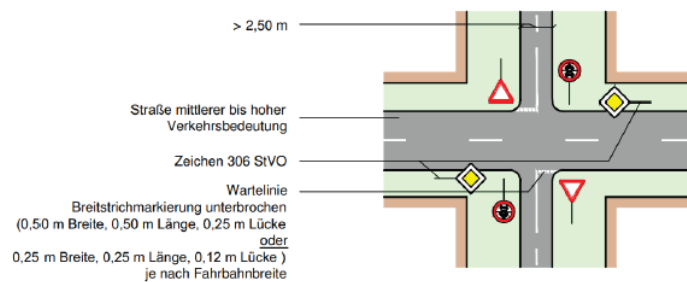 > 2,50 m
Straße mittlerer bis hoher
Verkehrsbedeutung
Zeichen 306 StVO
Wartelinie
Breitstrichmarkierung unterbrochen
(0,50 m Breite, 0,50 m Länge, 0,25 m Lücke
oder
0,25 m Breite, 0,25 m Länge, 0,12 m Lücke )
je nach Fahrbahnbreite